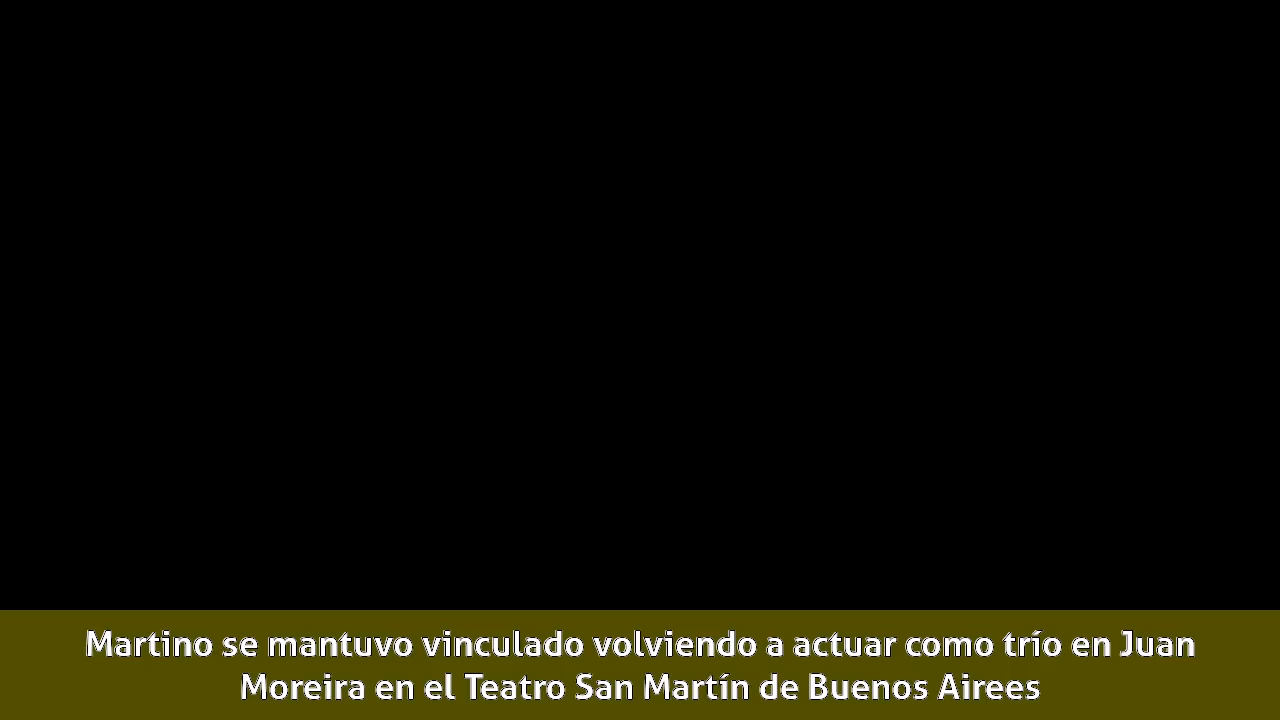 Martino se mantuvo vinculado volviendo a actuar como trío en Juan
Moreira en el Teatro San Martín de Buenos Airees